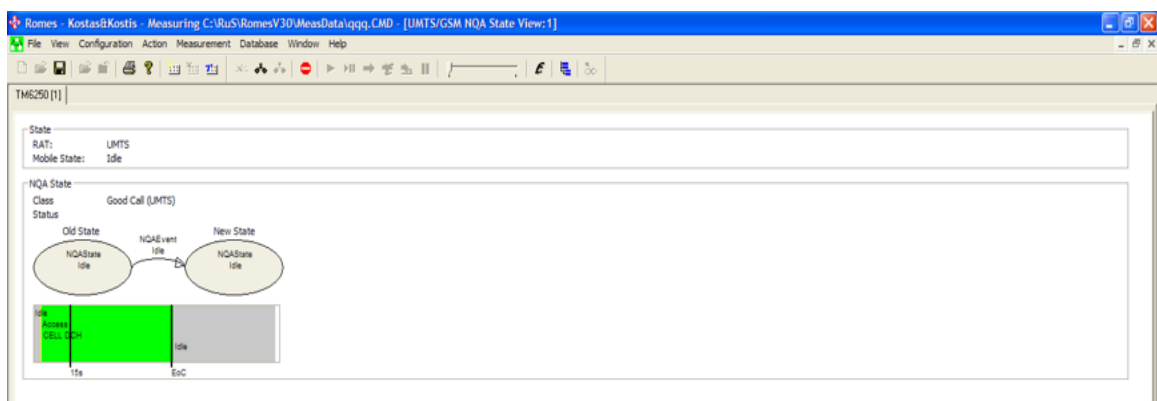 Romes - Kostas&Kostis - Measuring C:\RuS\RomesV30\MeasData\qqq.CMD - [UMTS/GSM NQA State View:1]
File View Configuration Action Measurement Database Window Help
TM6250 [1]
State
RAT: UMTS
Mobile State: Idle
NQA State
Class Good Call (UMTS)
Status
Old State New State
NQAEvent
Idle
NQAState
Idle
NQAState
Idle
Idle
Access
CELL DCH
Idle
15s EoC